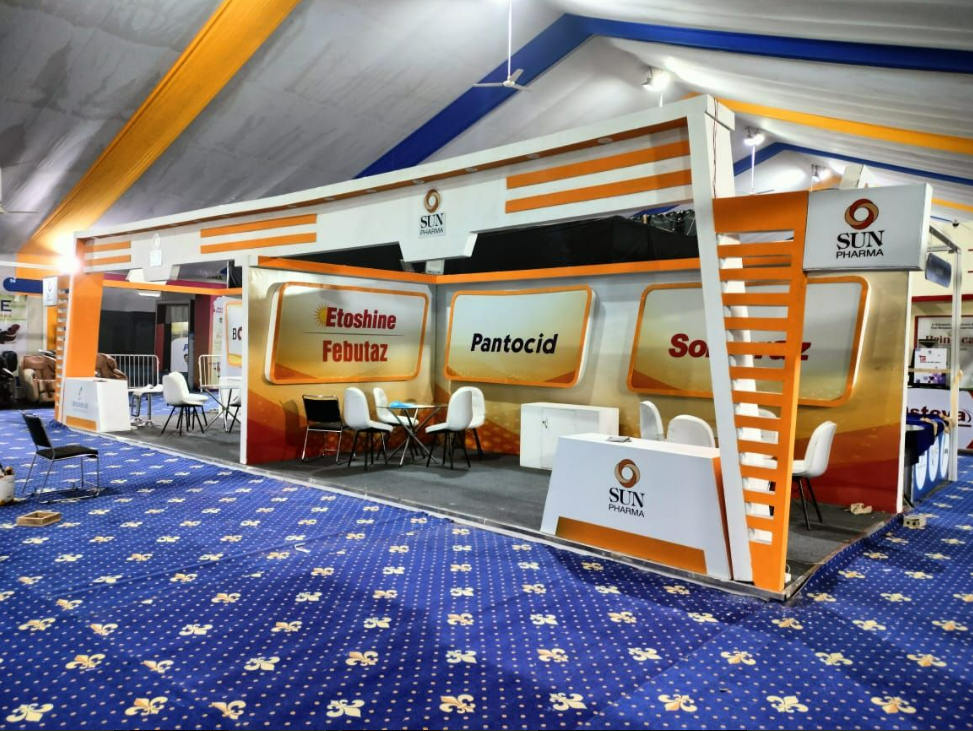 SUN
PHARMA
SUN
PHARMA
Etoshine
Febutaz
Pantocid
SUN
PHARMA